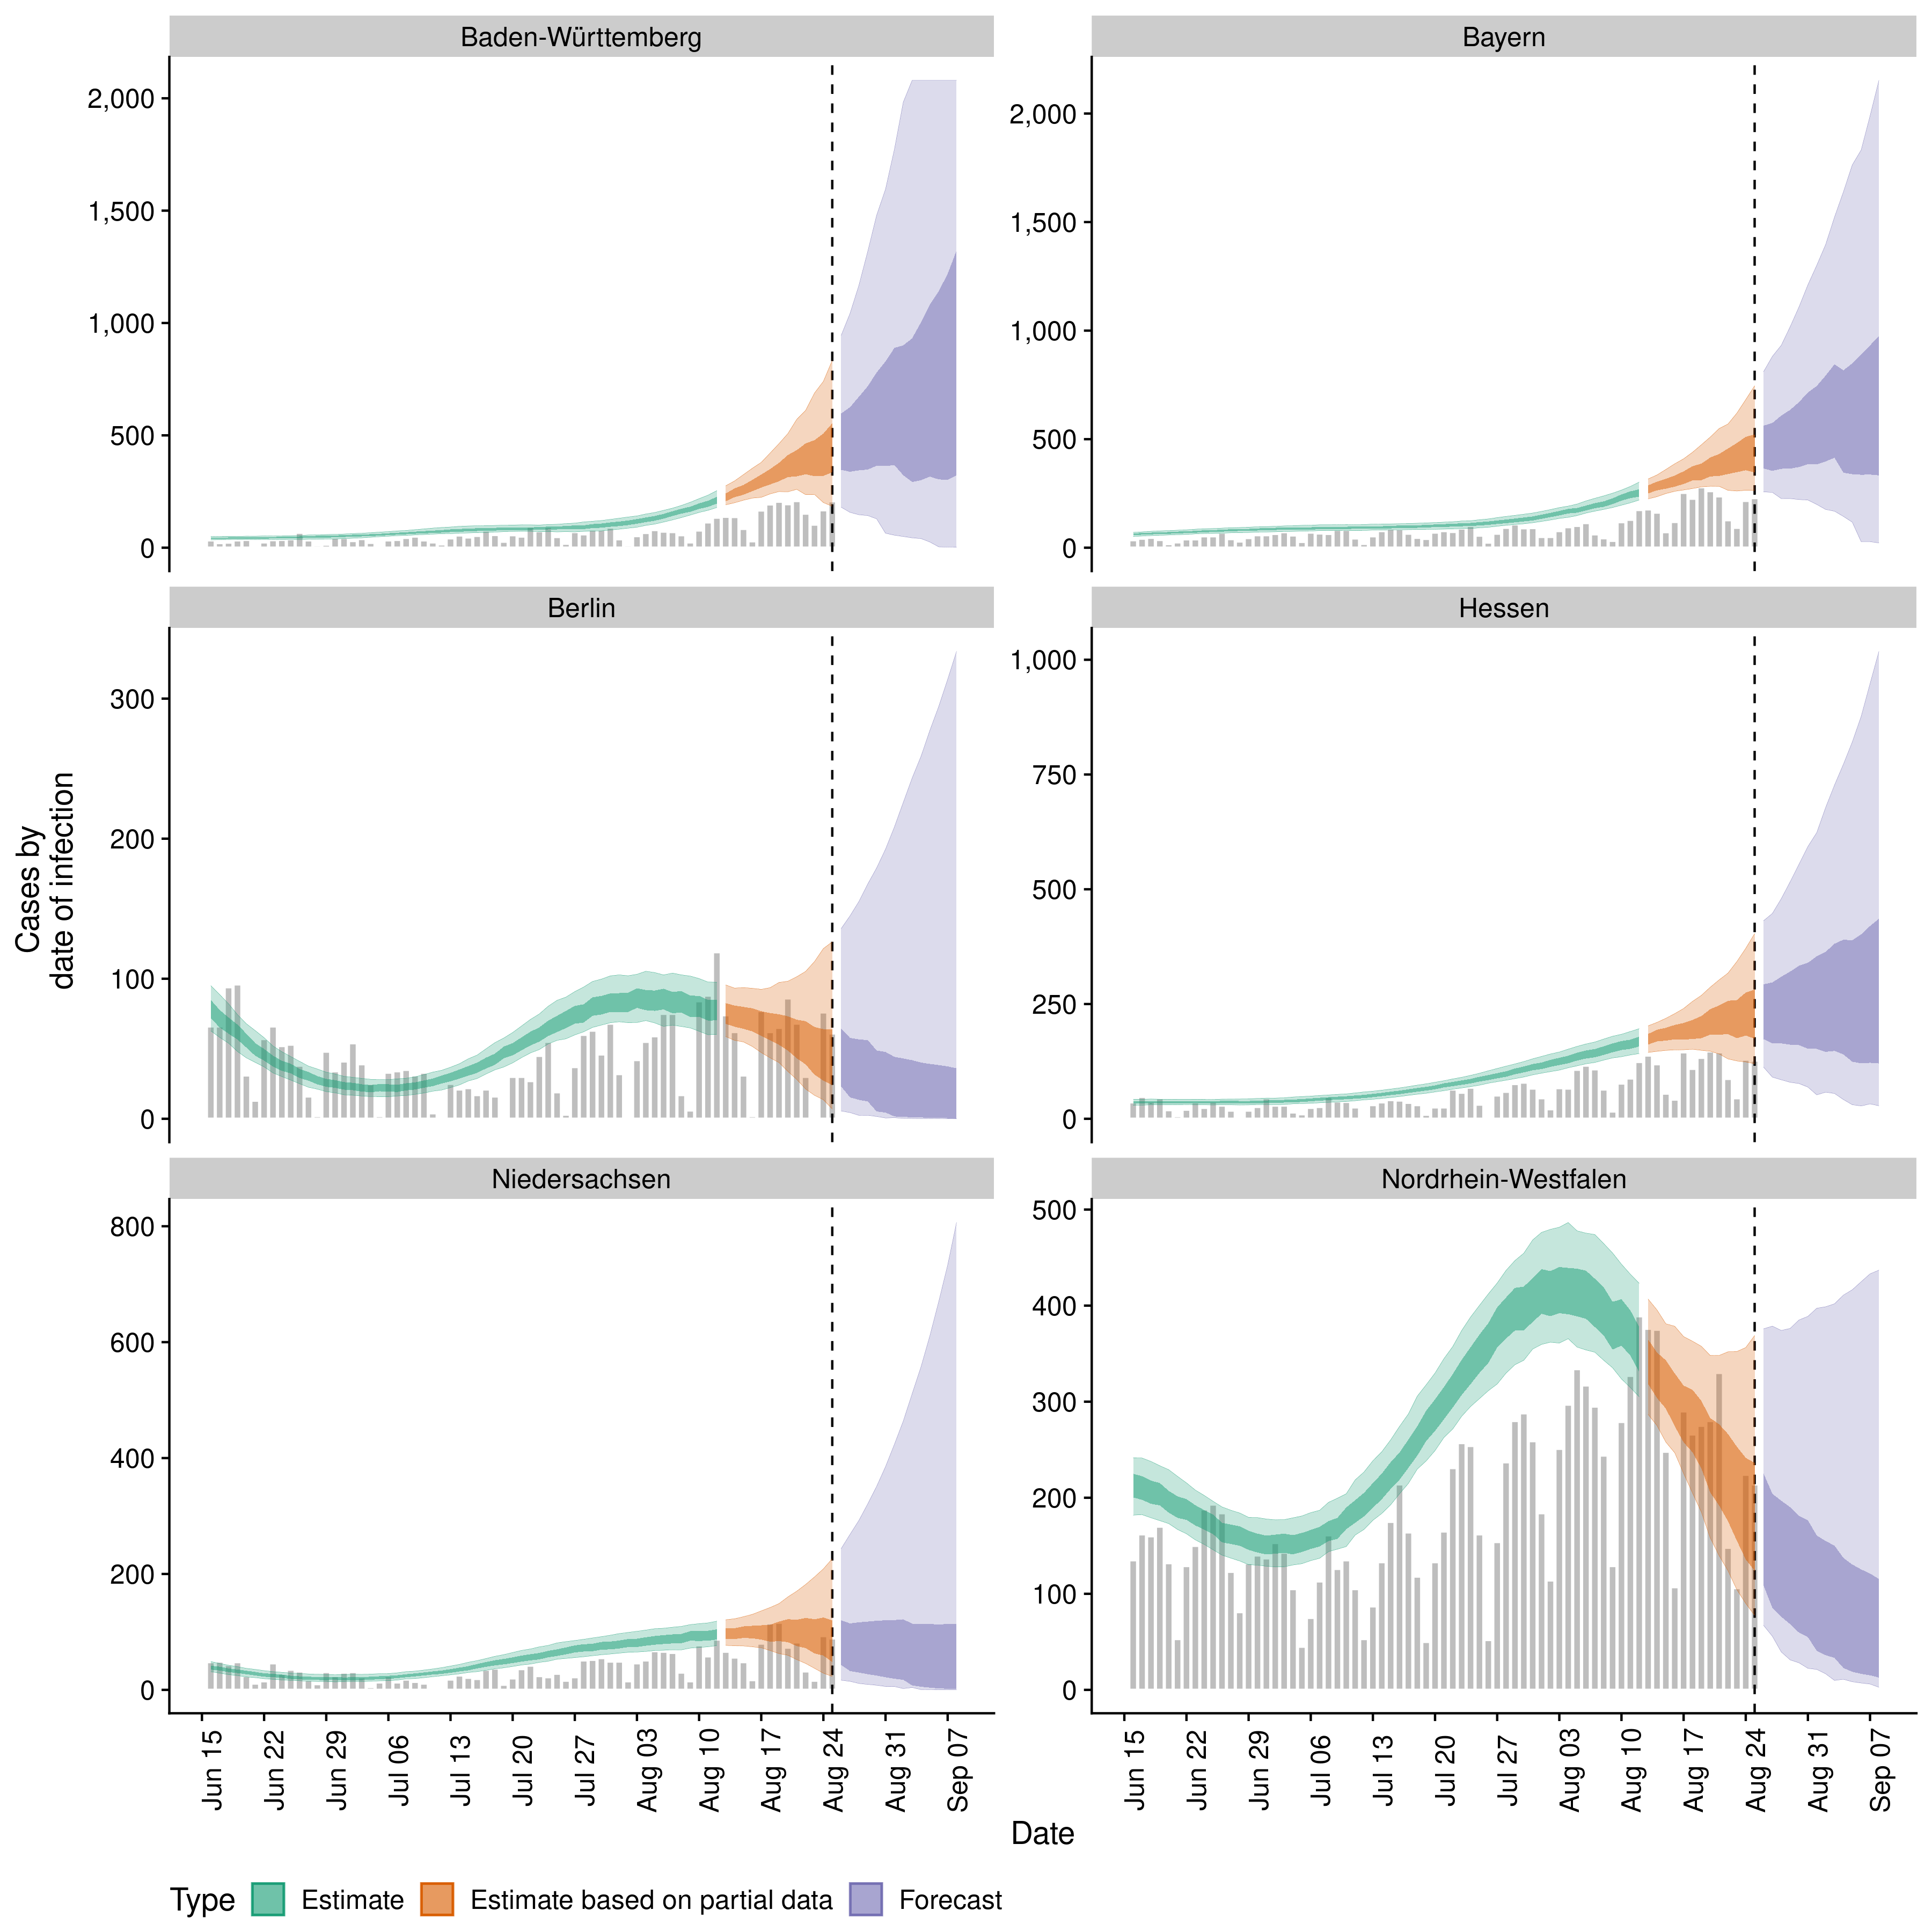 Baden-Württemberg
Bayern
2,000
1,500
1,000
500
0
2,000
1,500
1,000
500
0
Berlin
Hessen
300
200
100
0
1,000
750
500
250
0
Cases by
date of infection
Niedersachsen
Nordrhein-Westfalen
800
600
400
200
0
500
400
300
200
100
0
Jun 15
Jun 22
Jun 29
Jul 06
Jul 13
Jul 20
Jul 27
Aug 03
Aug 10
Aug 17
Aug 24
Aug 31
Sep 07
Jun 15
Jun 22
Jun 29
Jul 06
Jul 13
Jul 20
Jul 27
Aug 03
Aug 10
Aug 17
Aug 24
Aug 31
Sep 07
Date
Type Estimate Estimate based on partial data Forecast